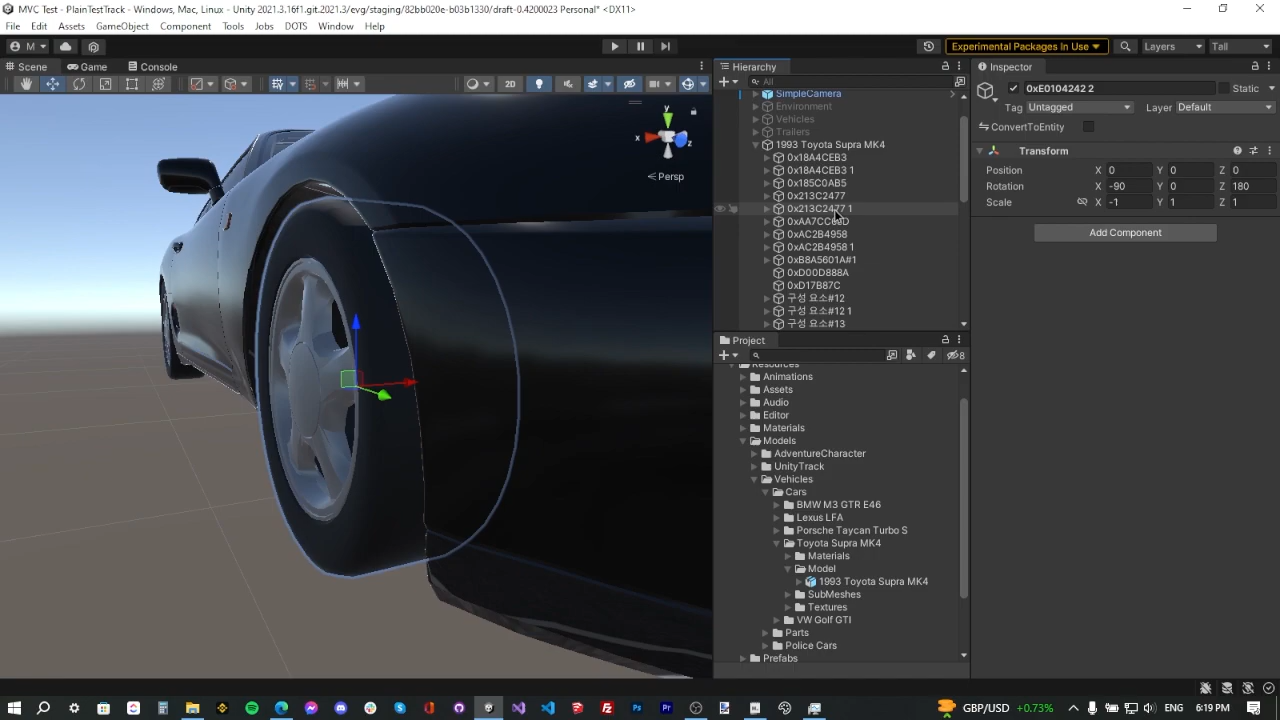 MVC Test - PlainTestTrack - Windows, Mac, Linux - Unity 2021.3.16f1.git.2021.3/evg/staging/82bb020e-b03b1330/draft-0.4200023 Personal* <DX11>
File Edit Assets GameObject Component Tools Jobs DOTS Window Help
M Experimental Packages In Use Layers Tall
Scene Game Console
2D
y
x
z
Persp
Hierarchy
All
SimpleCamera
Environment
Vehicles
Trailers
1993 Toyota Supra MK4
0x18A4CEB3
0x18A4CEB3 1
0x185C0AB5
0x213C2477
0x213C2477 1
0xAC2B4958
0xAC2B4958 1
0xB8A5601A#1
0xD00D888A
0xD17B87C
구성 요소#12
구성 요소#12 1
구성 요소#13
Project
8
Resources
Animations
Assets
Audio
Editor
Materials
Models
AdventureCharacter
UnityTrack
Vehicles
Cars
BMW M3 GTR E46
Lexus LFA
Porsche Taycan Turbo S
Toyota Supra MK4
Materials
Model
1993 Toyota Supra MK4
SubMeshes
Textures
VW Golf GTI
Parts
Police Cars
Prefabs
Inspector
0xE0104242 2 Static
Tag Untagged Layer Default
ConvertToEntity
Transform
Position X 0 Y 0 Z 0
Rotation X -90 Y 0 Z 180
Scale X -1 Y 1 Z 1
Add Component
GBP/USD +0.73% ENG 6:19 PM